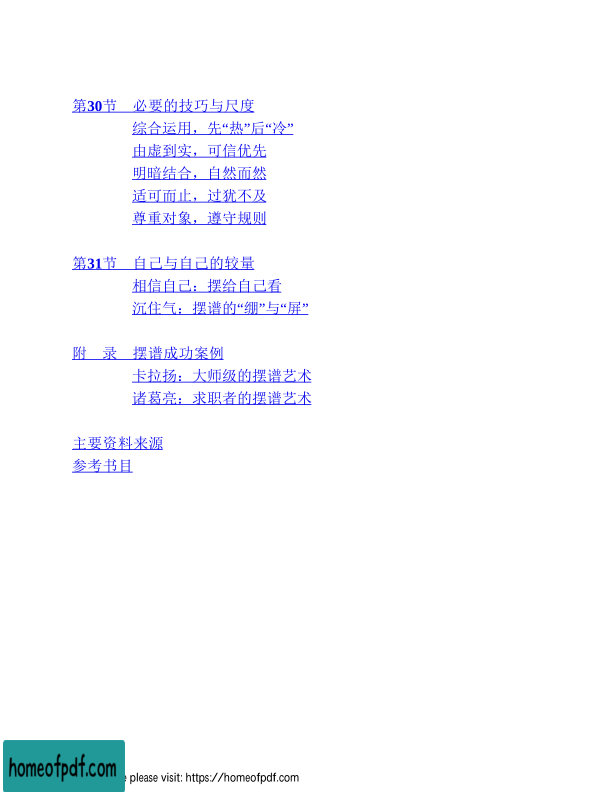 第30节　必要的技巧与尺度
综合运用，先“热”后“冷”
由虚到实，可信优先
明暗结合，自然而然
适可而止，过犹不及
尊重对象，遵守规则
第31节　自己与自己的较量
相信自己：摆给自己看
沉住气：摆谱的“绷”与“屏”
附　录　摆谱成功案例
卡拉扬：大师级的摆谱艺术
诸葛亮：求职者的摆谱艺术
主要资料来源
参考书目
homeofpdf.com
please visit: https://homeofpdf.com